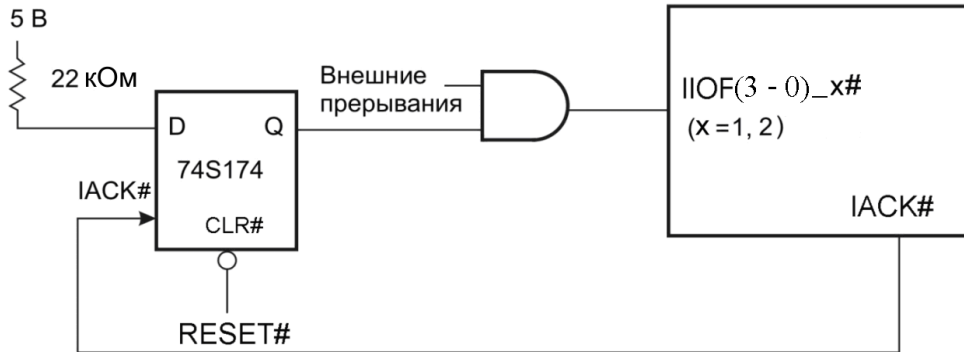 5 В
22 кОм
D
Q
74S174
CLR#
IACK#
RESET#
Внешние
прерывания
IIOF(3 - 0)_x#
(x =1, 2)
IACK#